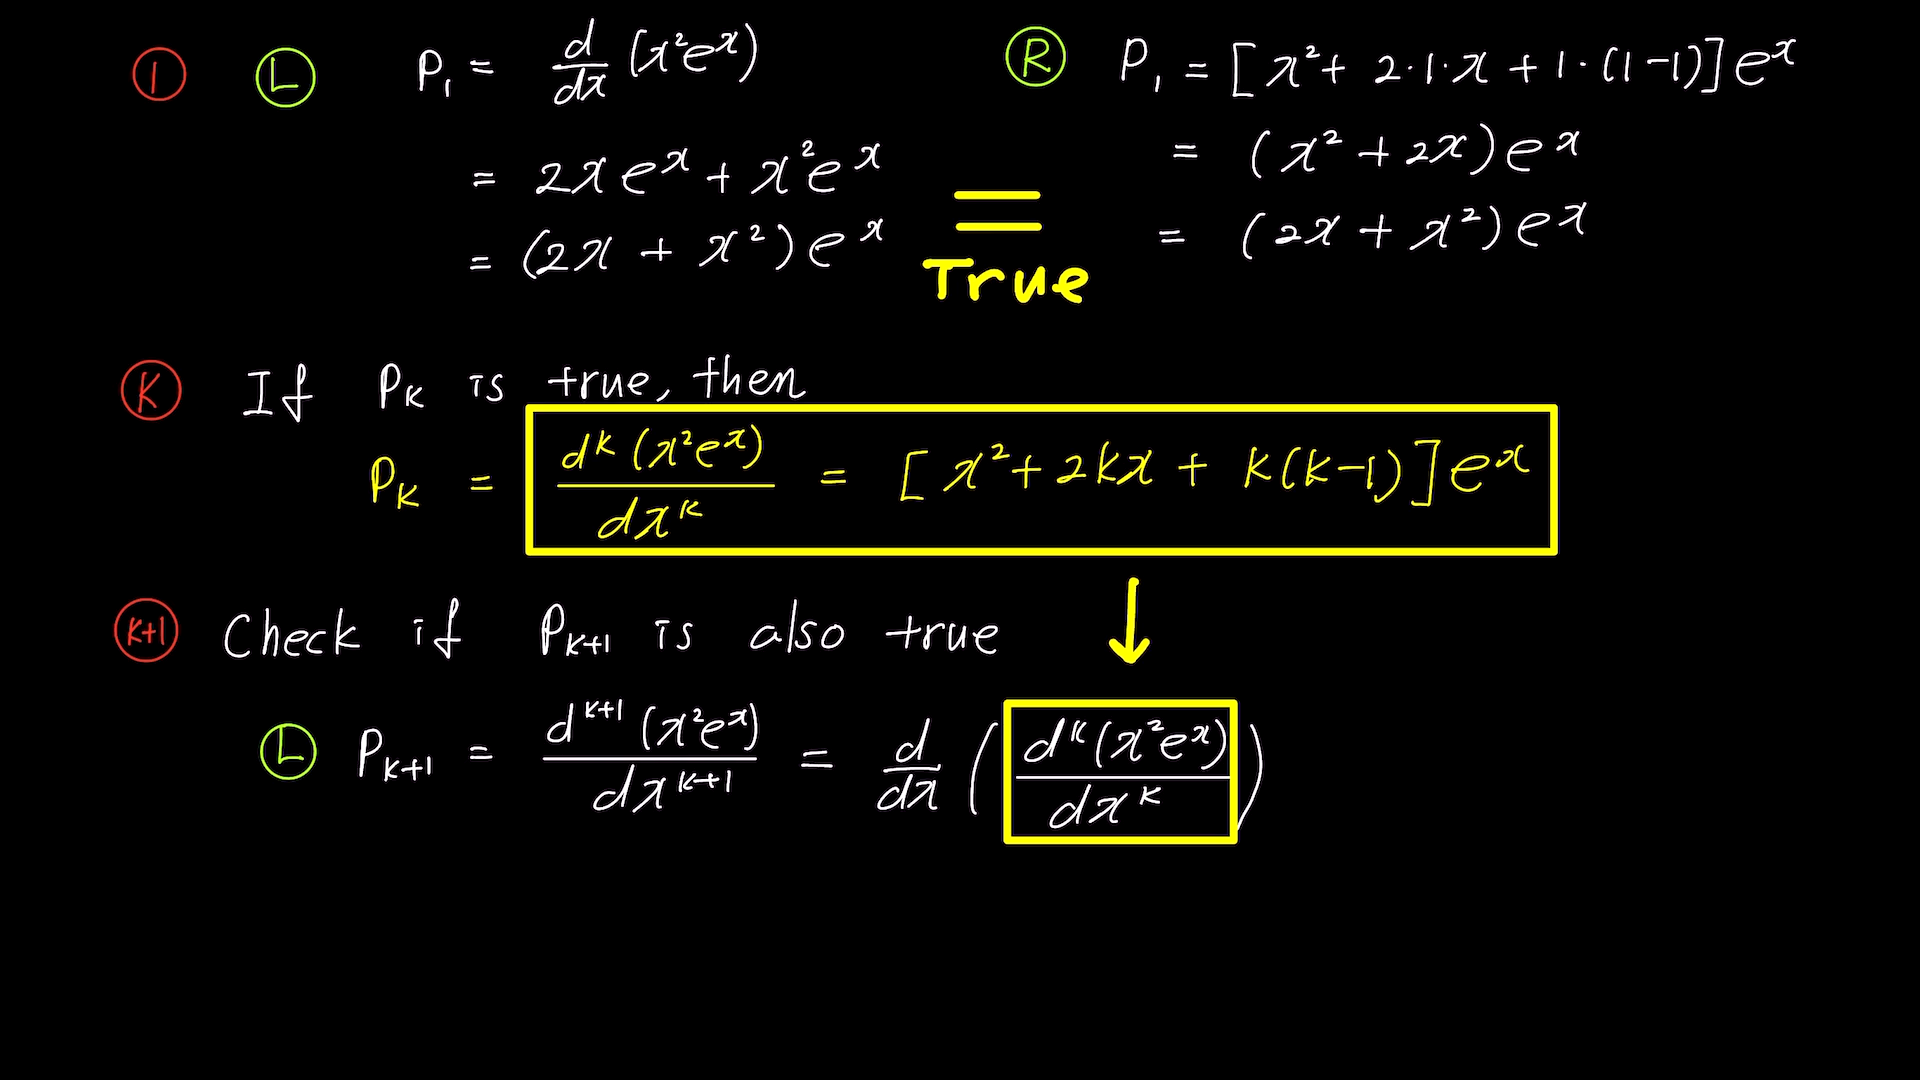 ① Ⓛ P₁ = d/dx (x²eˣ)
= 2xeˣ + x²eˣ
= (2x + x²)eˣ
=
True
Ⓡ P₁ = [x² + 2·1·x + 1·(1-1)]eˣ
= (x² + 2x)eˣ
= (2x + x²)eˣ
Ⓚ If Pₖ is true, then
Pₖ = dᵏ(x²eˣ)/dxᵏ = [x² + 2kx + k(k-1)]eˣ
(k+1) Check if Pₖ₊₁ is also true
Ⓛ Pₖ₊₁ = dᵏ⁺¹(x²eˣ)/dxᵏ⁺¹ = d/dx (dᵏ(x²eˣ)/dxᵏ)